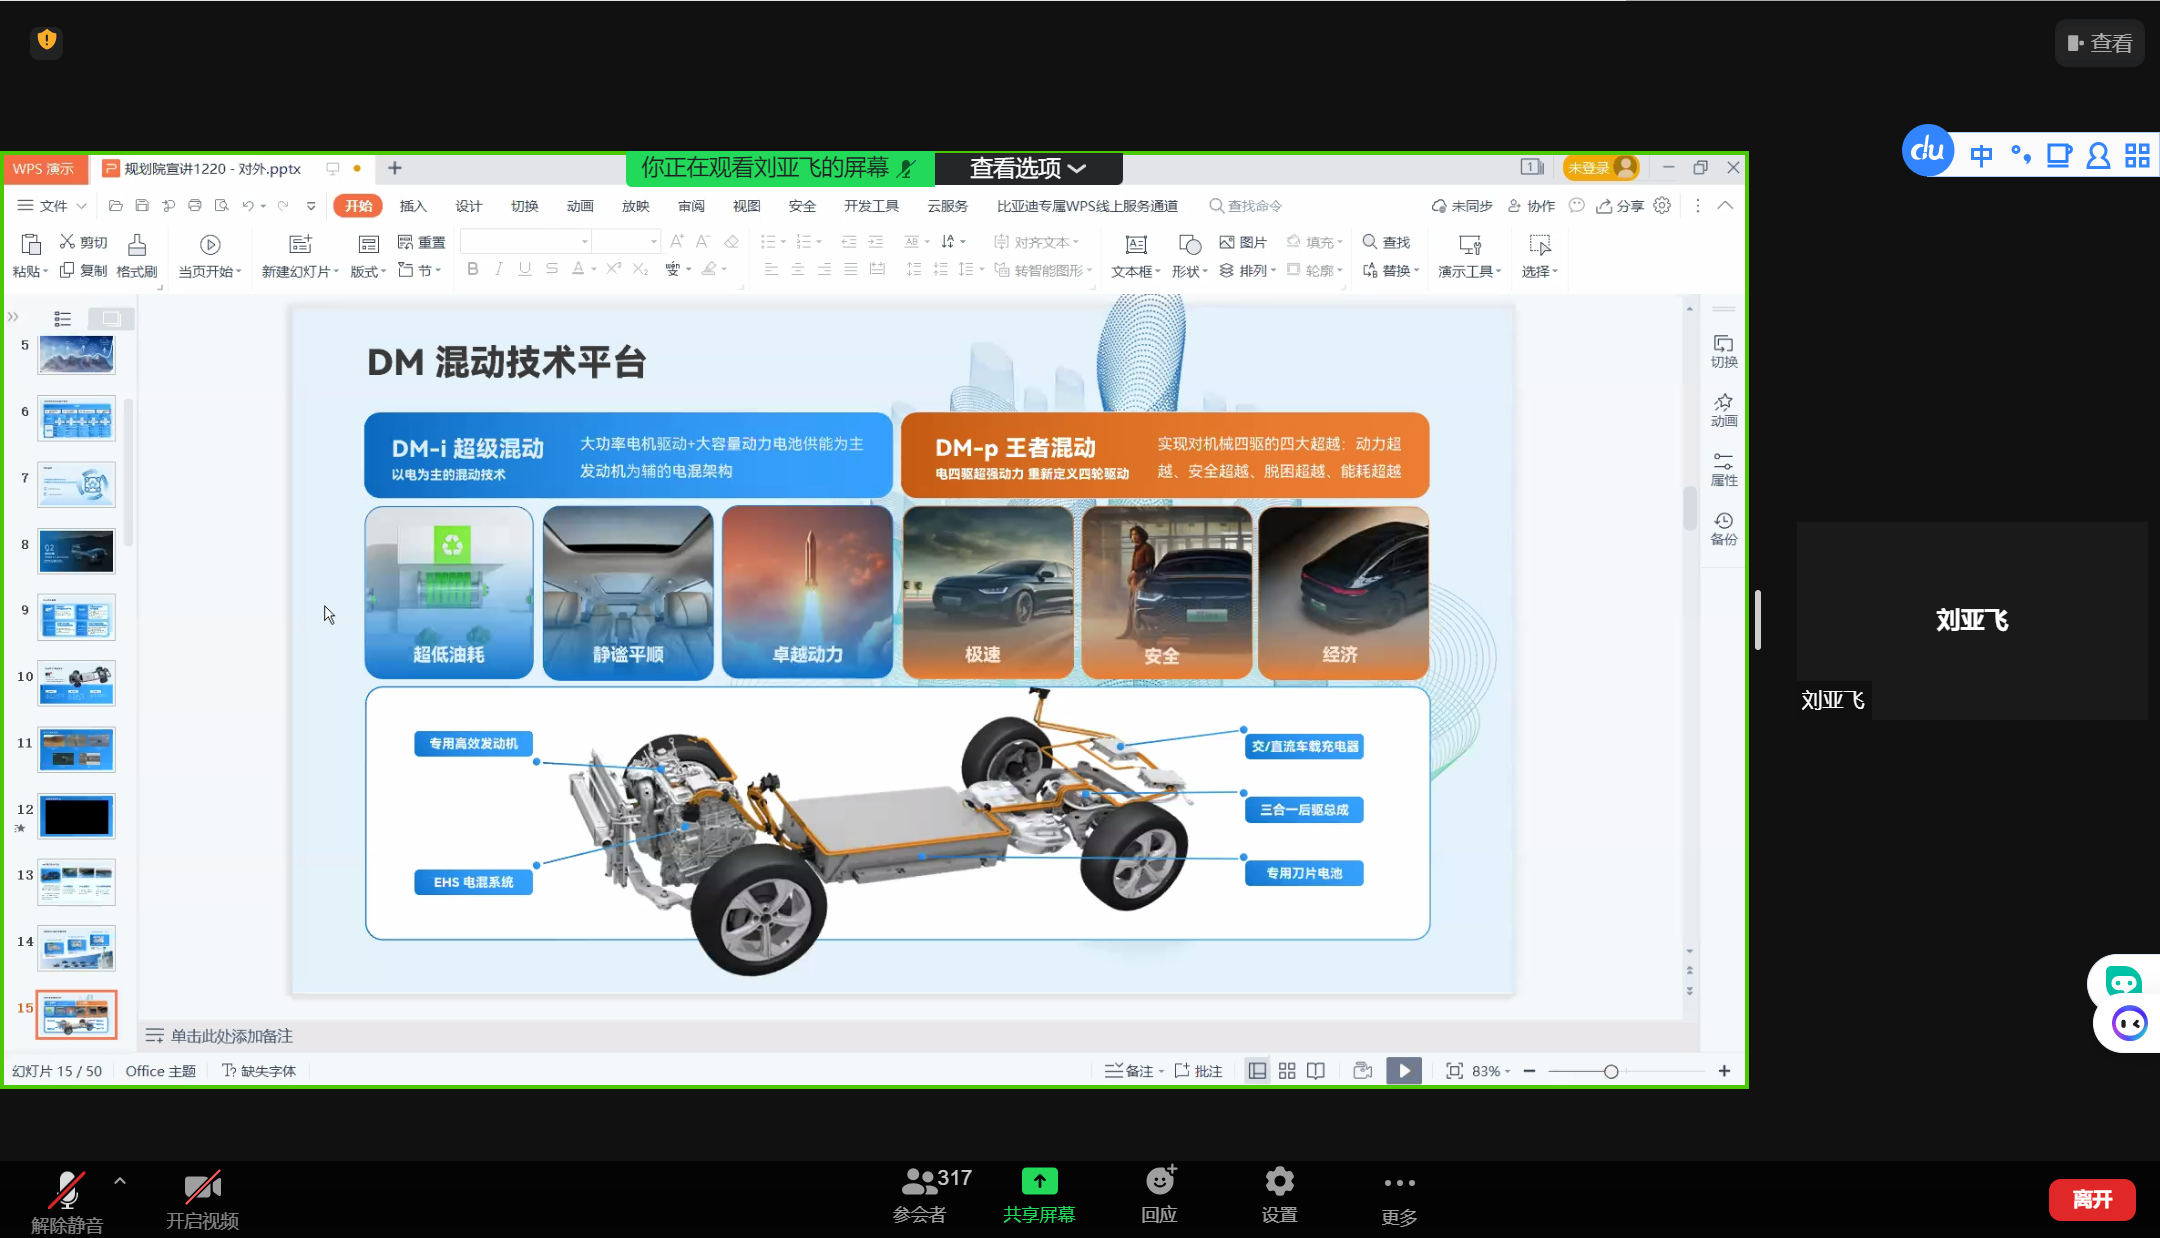 查看
WPS 演示
规划院宣讲1220 - 对外.pptx
你正在观看刘亚飞的屏幕
查看选项
未登录
文件
开始
插入
设计
切换
动画
放映
审阅
视图
安全
开发工具
云服务
比亚迪专属WPS线上服务通道
查找命令
未同步
协作
分享
粘贴
剪切
复制
格式刷
当页开始
新建幻灯片
版式
重置
节
对齐文本
转智能图形
文本框
形状
图片
排列
填充
轮廓
查找
替换
演示工具
选择
中
5
6
7
8
9
10
11
12
13
14
15
DM 混动技术平台
DM-i 超级混动
以电为主的混动技术
大功率电机驱动+大容量动力电池供能为主
发动机为辅的电混架构
DM-p 王者混动
电四驱超强动力 重新定义四轮驱动
实现对机械四驱的四大超越：动力超
越、安全超越、脱困超越、能耗超越
超低油耗
静谧平顺
卓越动力
极速
安全
经济
专用高效发动机
EHS 电混系统
交/直流车载充电器
三合一后驱总成
专用刀片电池
切换
动画
属性
备份
刘亚飞
刘亚飞
单击此处添加备注
幻灯片 15 / 50
Office 主题
缺失字体
备注
批注
83%
解除静音
开启视频
317
参会者
共享屏幕
回应
设置
更多
离开